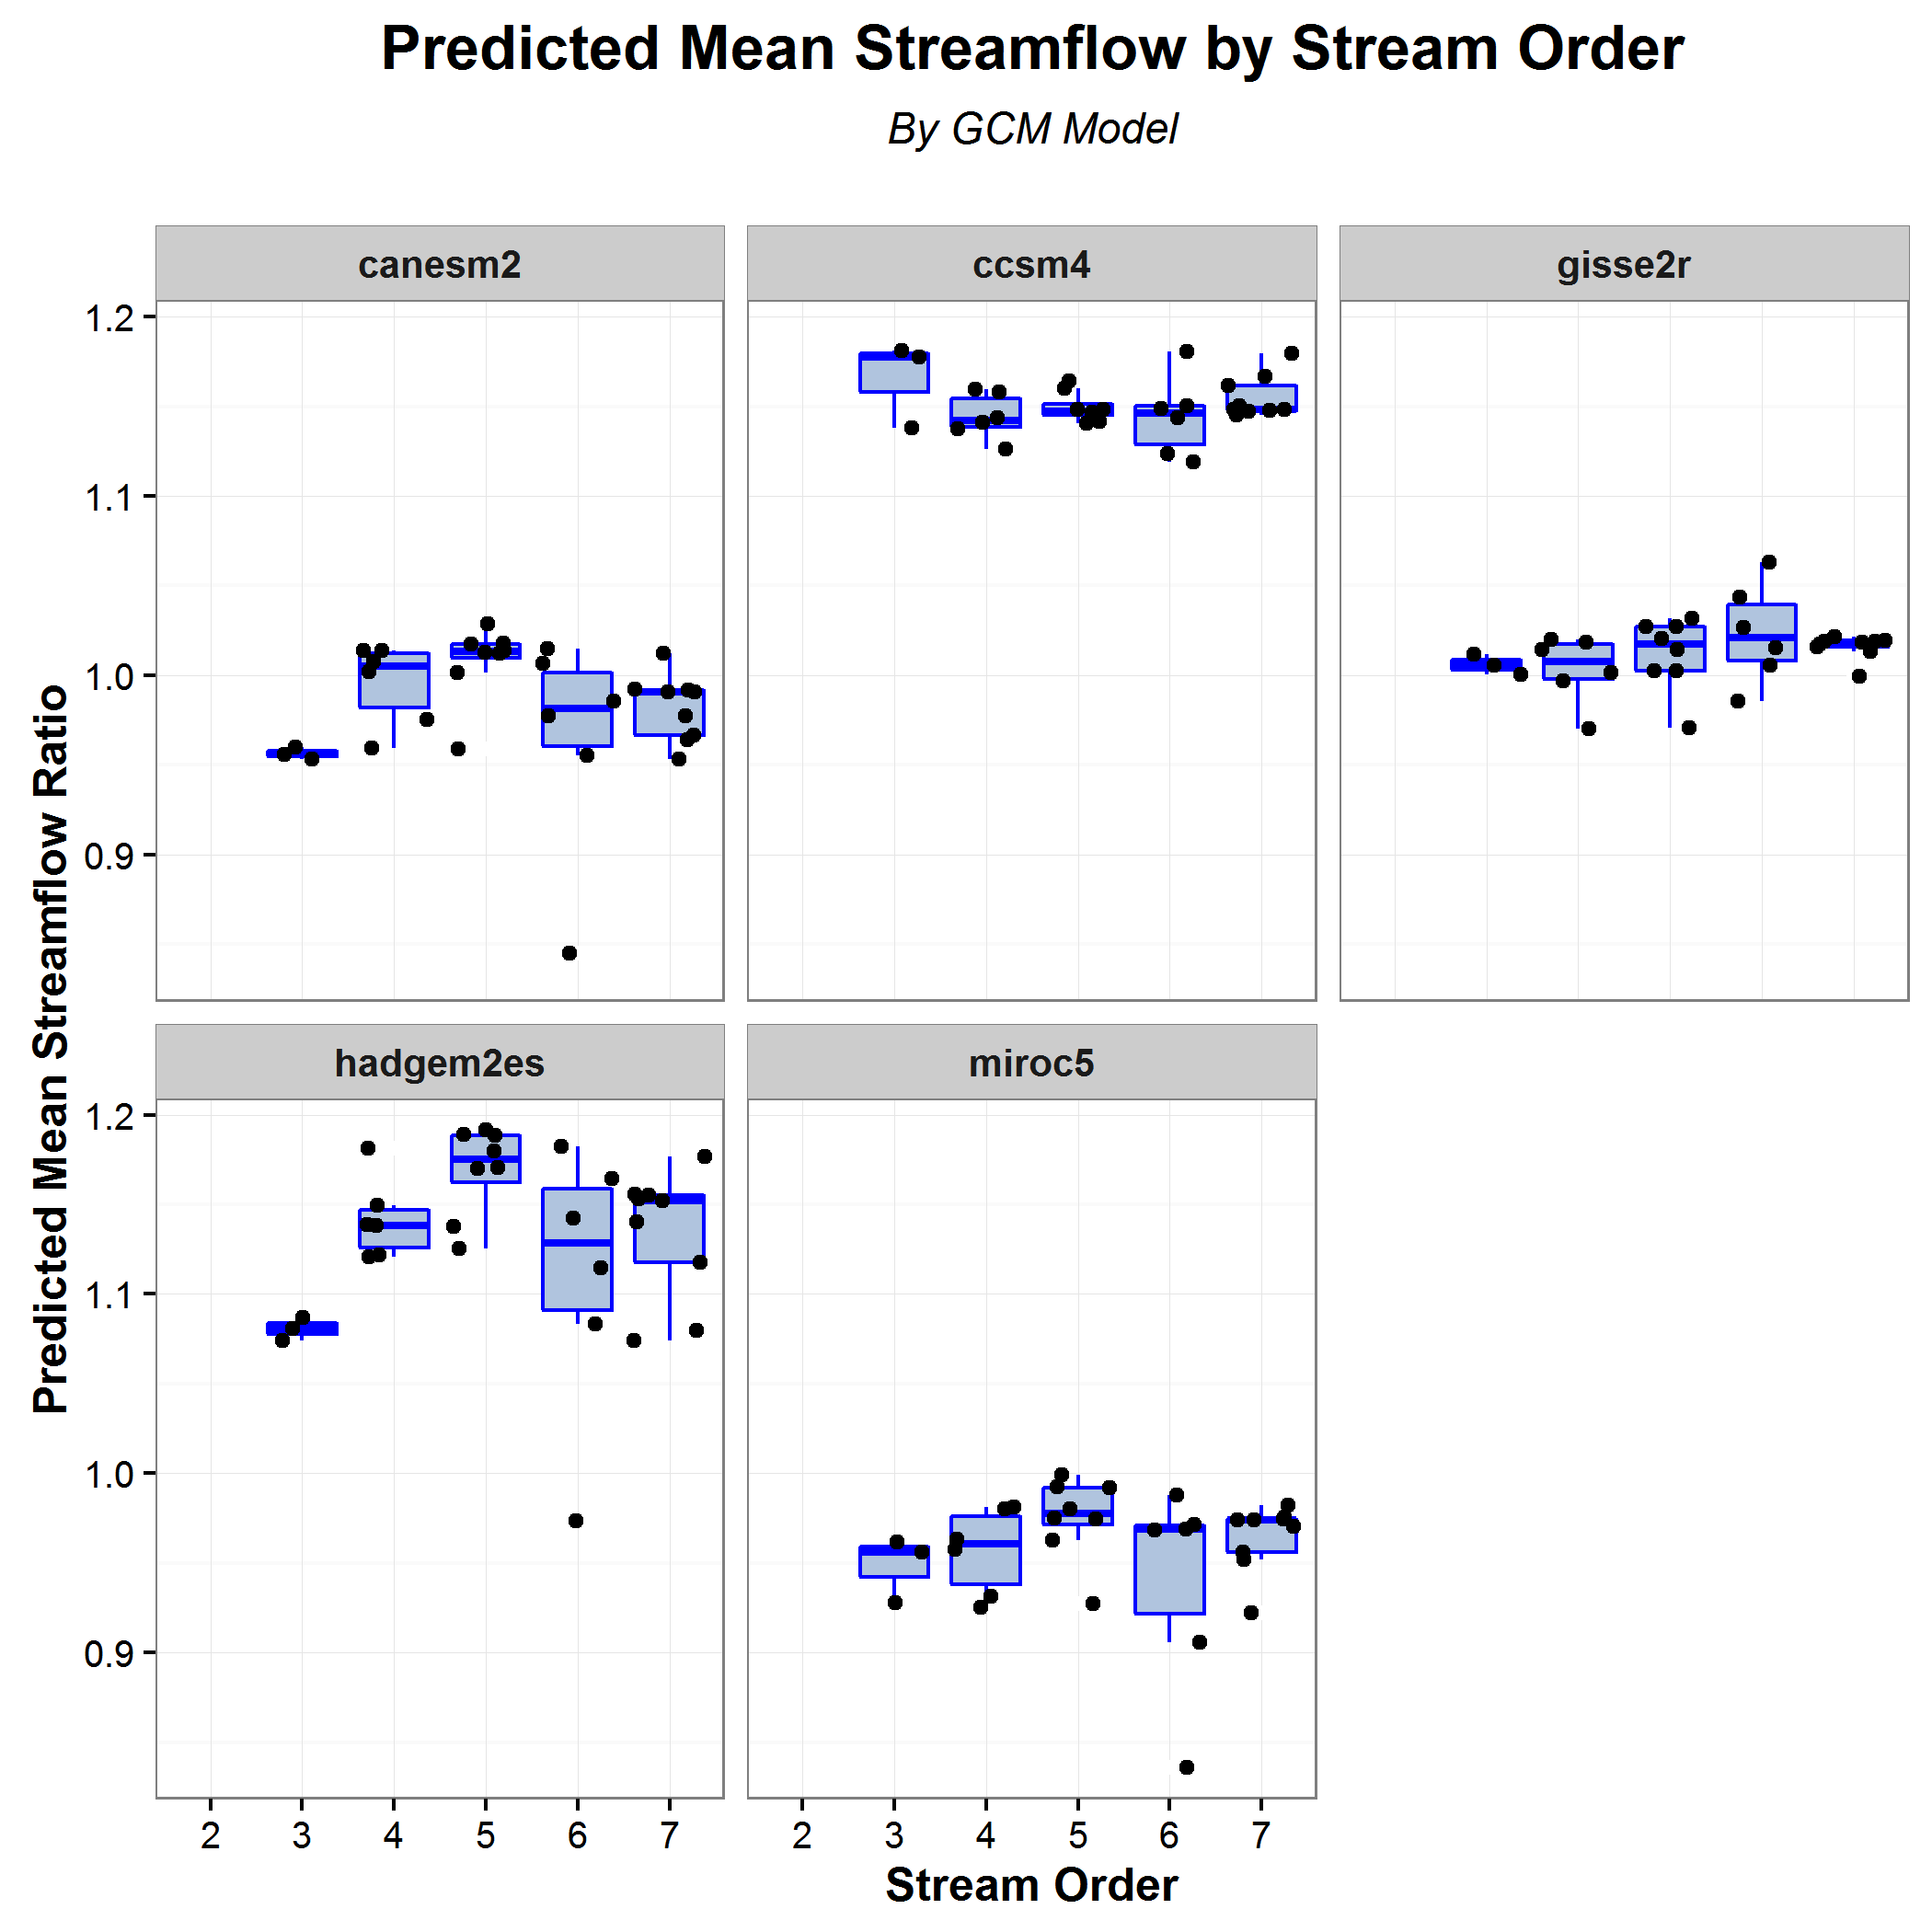 Predicted Mean Streamflow by Stream Order
By GCM Model
canesm2
ccsm4
gisse2r
1.2
1.1
1.0
0.9
Predicted Mean Streamflow Ratio
hadgem2es
miroc5
1.2
1.1
1.0
0.9
2 3 4 5 6 7
2 3 4 5 6 7
Stream Order